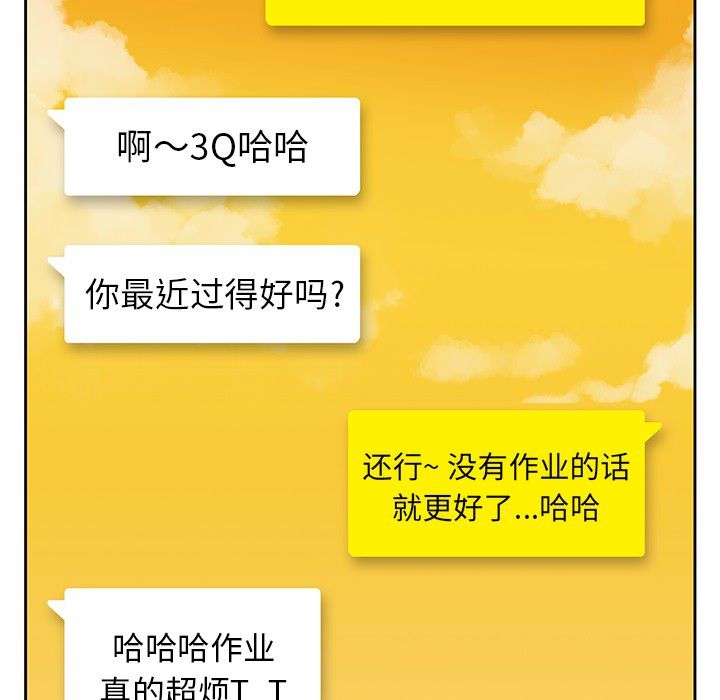 啊～3Q哈哈
你最近过得好吗?
还行~ 没有作业的话
就更好了...哈哈
哈哈哈作业
真的超烦T_T